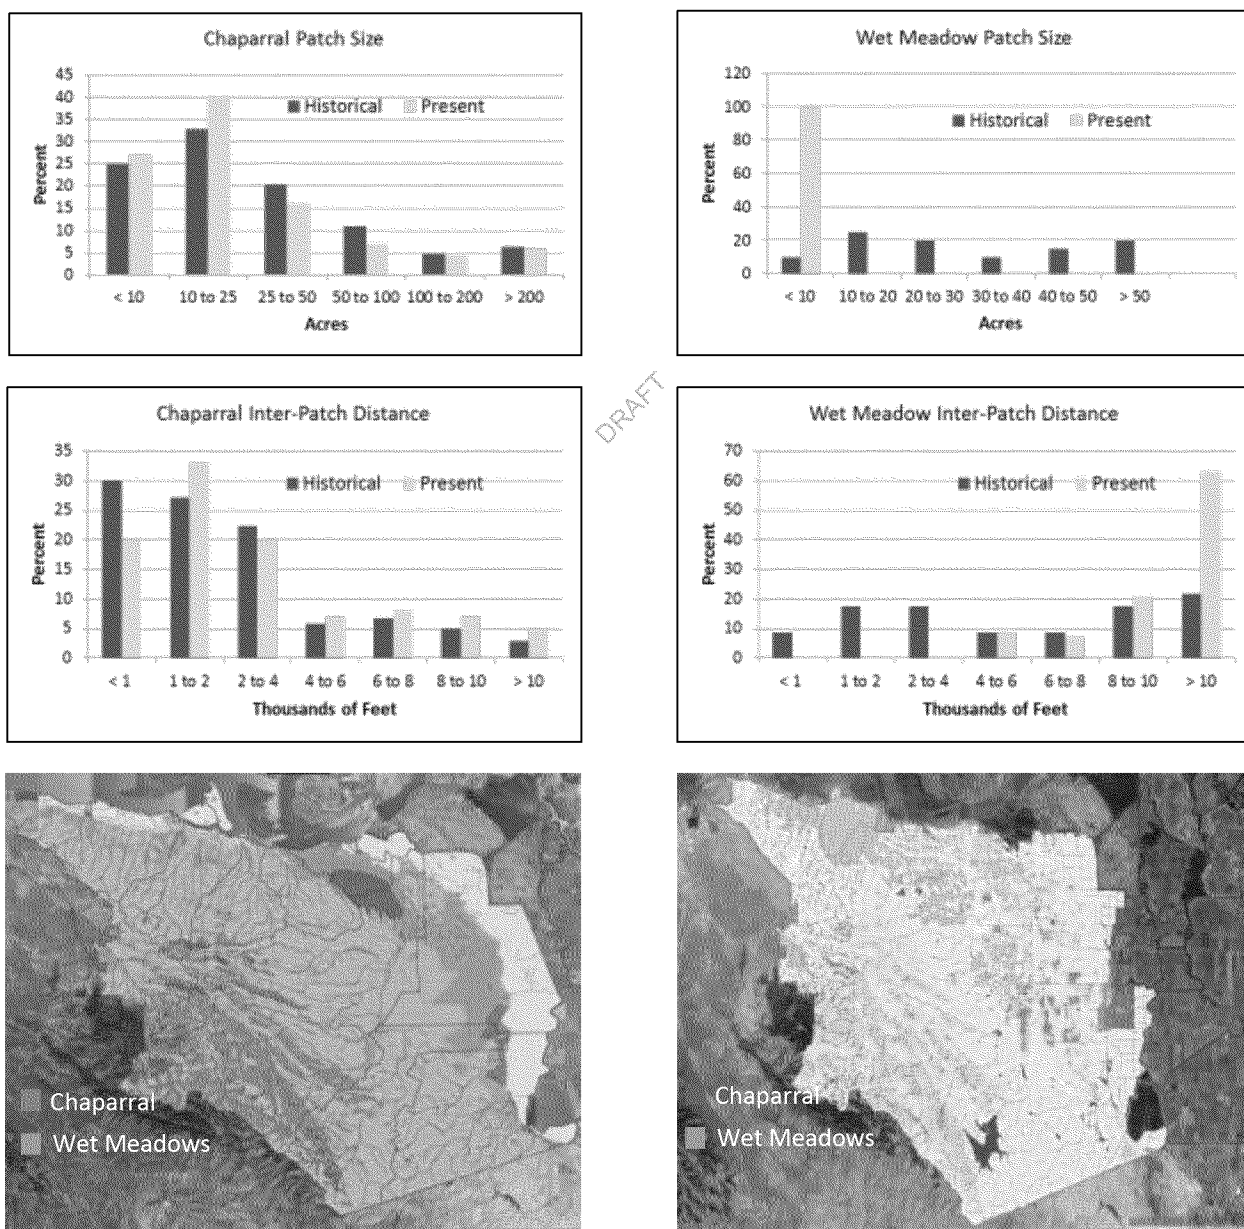 Chaparral Patch Size
45
40
35
30
25
20
15
10
5
0
Percent
Historical Present
< 10 10 to 25 25 to 50 50 to 100 100 to 200 > 200
Acres
Wet Meadow Patch Size
120
100
80
60
40
20
0
Percent
Historical Present
< 10 10 to 20 20 to 30 30 to 40 40 to 50 > 50
Acres
DRAFT
Chaparral Inter-Patch Distance
35
30
25
20
15
10
5
0
Percent
Historical Present
< 1 1 to 2 2 to 4 4 to 6 6 to 8 8 to 10 > 10
Thousands of Feet
Wet Meadow Inter-Patch Distance
70
60
50
40
30
20
10
0
Percent
Historical Present
< 1 1 to 2 2 to 4 4 to 6 6 to 8 8 to 10 > 10
Thousands of Feet
Chaparral
Wet Meadows
Chaparral
Wet Meadows